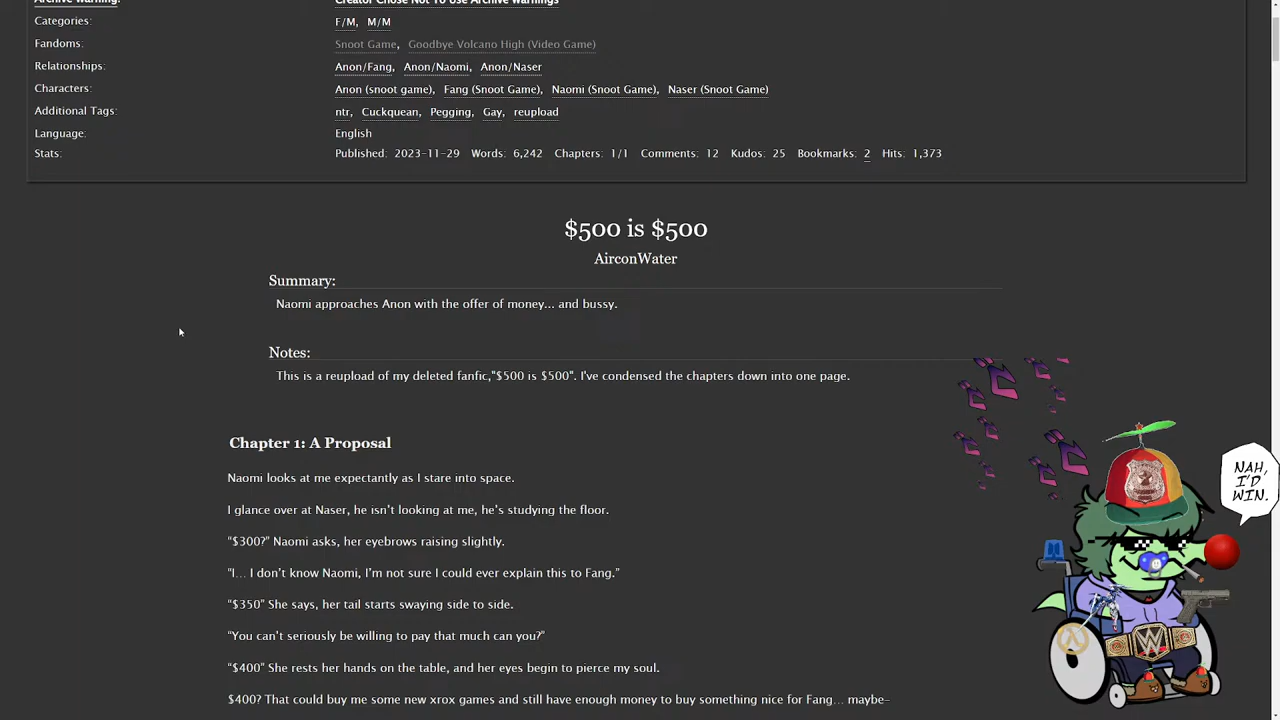 Archive Warning:
Creator Chose Not To Use Archive Warnings
Categories:
F/M, M/M
Fandoms:
Snoot Game, Goodbye Volcano High (Video Game)
Relationships:
Anon/Fang, Anon/Naomi, Anon/Naser
Characters:
Anon (snoot game), Fang (Snoot Game), Naomi (Snoot Game), Naser (Snoot Game)
Additional Tags:
ntr, Cuckquean, Pegging, Gay, reupload
Language:
English
Stats:
Published: 2023-11-29 Words: 6,242 Chapters: 1/1 Comments: 12 Kudos: 25 Bookmarks: 2 Hits: 1,373
$500 is $500
AirconWater
Summary:
Naomi approaches Anon with the offer of money... and bussy.
Notes:
This is a reupload of my deleted fanfic,"$500 is $500". I've condensed the chapters down into one page.
Chapter 1: A Proposal
Naomi looks at me expectantly as I stare into space.
I glance over at Naser, he isn't looking at me, he's studying the floor.
"$300?" Naomi asks, her eyebrows raising slightly.
"I... I don't know Naomi, I'm not sure I could ever explain this to Fang."
"$350" She says, her tail starts swaying side to side.
"You can't seriously be willing to pay that much can you?"
"$400" She rests her hands on the table, and her eyes begin to pierce my soul.
$400? That could buy me some new xrox games and still have enough money to buy something nice for Fang... maybe-
NAH,
I'D
WIN.